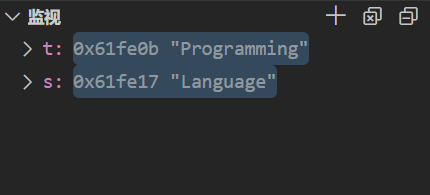 监视
t: 0x61fe0b "Programming"
s: 0x61fe17 "Language"